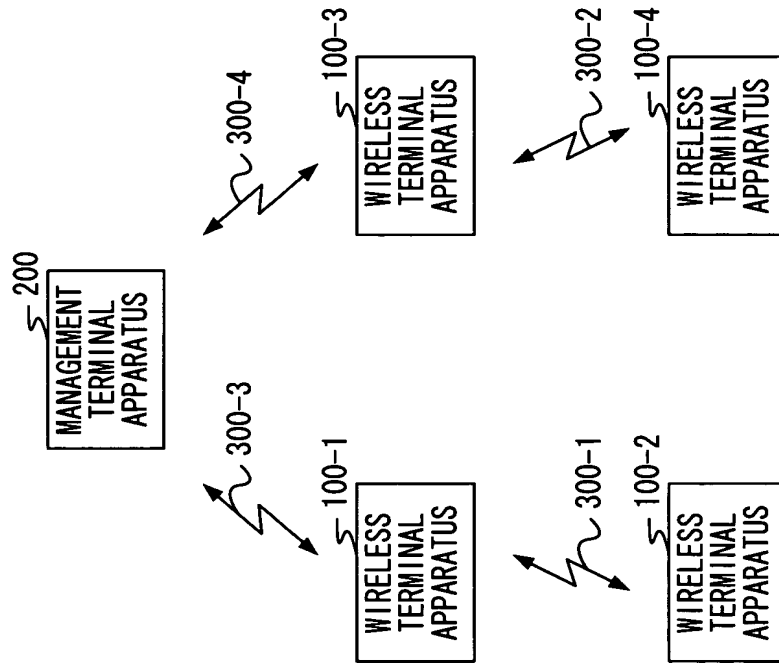 200
MANAGEMENT
TERMINAL
APPARATUS
300-3
300-4
100-1
WIRELESS
TERMINAL
APPARATUS
100-3
WIRELESS
TERMINAL
APPARATUS
300-1
300-2
100-2
WIRELESS
TERMINAL
APPARATUS
100-4
WIRELESS
TERMINAL
APPARATUS